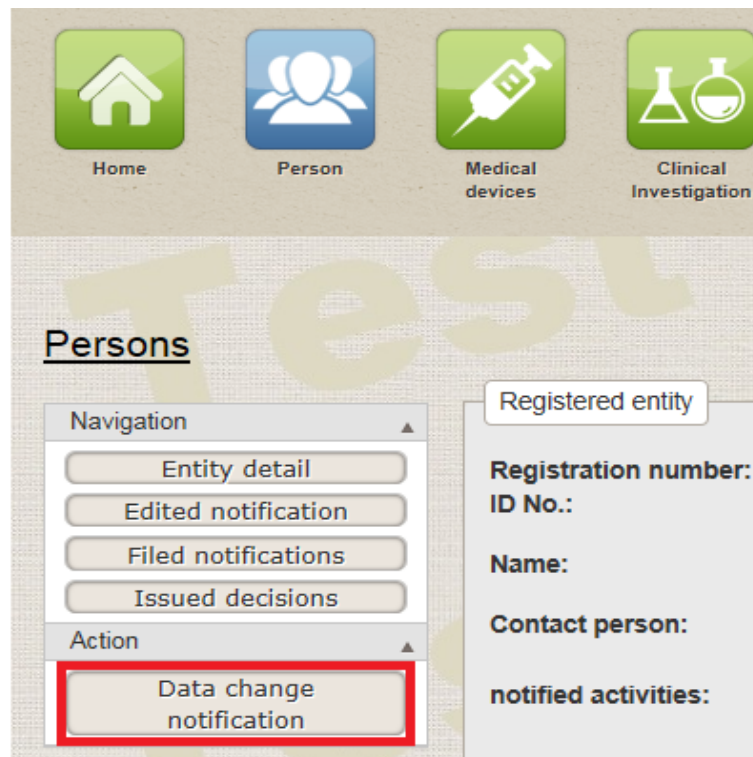 Home
Person
Medical
devices
Clinical
Investigation
Test
Persons
Navigation
Entity detail
Edited notification
Filed notifications
Issued decisions
Action
Data change
notification
Registered entity
Registration number:
ID No.:
Name:
Contact person:
notified activities: